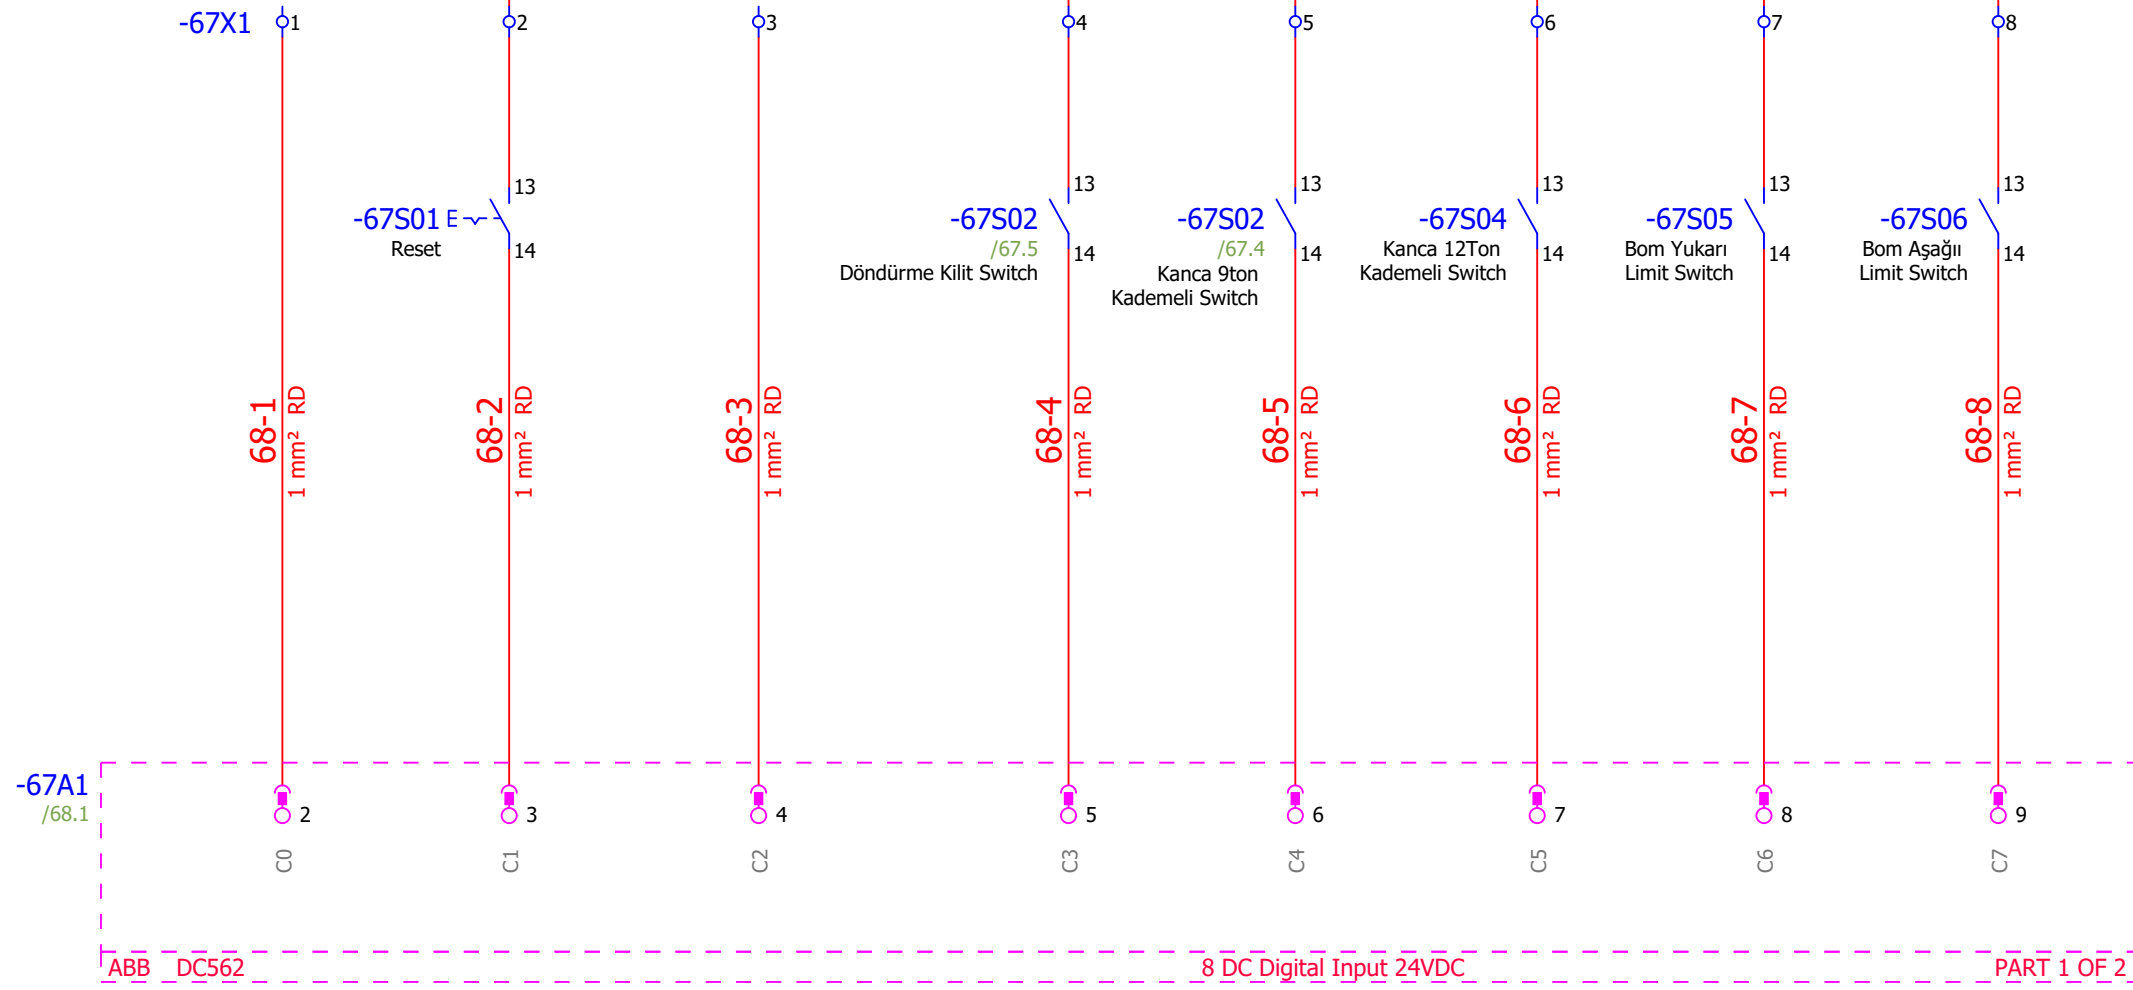 -67X1 1 2 3 4 5 6 7 8
13 13 13 13 13 13
-67S01 -67S02 -67S02 -67S04 -67S05 -67S06
Reset
14 14 14 14 14 14
/67.5
Döndürme Kilit Switch
/67.4
Kanca 9ton
Kademeli Switch
Kanca 12Ton
Kademeli Switch
Bom Yukarı
Limit Switch
Bom Aşağıı
Limit Switch
68-1 1 mm² RD
68-2 1 mm² RD
68-3 1 mm² RD
68-4 1 mm² RD
68-5 1 mm² RD
68-6 1 mm² RD
68-7 1 mm² RD
68-8 1 mm² RD
-67A1
/68.1
2 3 4 5 6 7 8 9
C0 C1 C2 C3 C4 C5 C6 C7
ABB DC562 8 DC Digital Input 24VDC PART 1 OF 2